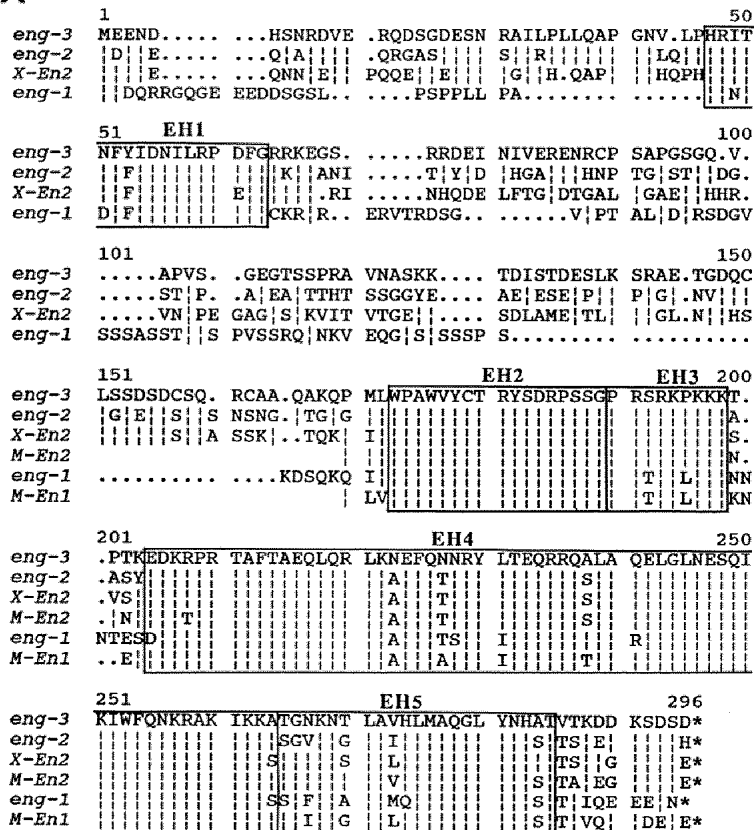 1 50
eng-3 MEEND..... ..HSNRDVE .RQDSGDESN RAILPLLQAP GNV.LPHRIT
eng-2 ¦D¦¦E..... ..Q¦A¦¦¦¦ .QRGAS¦¦¦¦ S¦¦R¦¦¦¦¦¦ ¦¦¦.LQ¦¦¦¦
X-En2 ¦¦¦¦E..... ..QNN¦E¦¦ PQQE¦¦E¦¦¦ ¦G¦¦H.QAP¦ ¦¦HQPH¦¦¦¦
eng-1 ¦¦DQRRGQGE EEDDSGSL.. ....PSPPLL PA........ ......¦¦N¦
51 EH1 100
eng-3 NFYIDNILRP DFGRRKEGS. .....RRDEI NIVERENRCP SAPGSGQ.V.
eng-2 ¦¦F¦¦¦¦¦¦¦ ¦¦¦¦K¦¦ANI .....T¦Y¦D ¦HGA¦¦¦HNP TG¦ST¦¦DG.
X-En2 ¦¦F¦¦¦¦¦¦¦ E¦¦¦¦¦.RI .....NHQDE LFTG¦DTGAL ¦GAE¦¦HHR.
eng-1 D¦F¦¦¦¦¦¦¦ ¦¦¦CKR¦R.. ERVTRDSG.. .....V¦PT AL¦D¦RSDGV
101 150
eng-3 .....APVS. .GEGTSSPRA VNASKK.... TDISTDESLK SRAE.TGDQC
eng-2 .....ST¦P. .A¦EA¦TTHT SSGGYE.... AE¦ESE¦P¦¦ P¦G¦.NV¦¦¦
X-En2 .....VN¦PE GAG¦S¦KVIT VTGE¦¦.... SDLAME¦TL¦ ¦¦GL.N¦¦HS
eng-1 SSSASST¦¦S PVSSRQ¦NKV EQG¦S¦SSSP S......... ..........
151 EH2 EH3 200
eng-3 LSSDSDCSQ. RCAA.QAKQP MLWPAWVYCT RYSDRPSSGP RSRKPKKKT.
eng-2 ¦G¦E¦¦S¦¦S NSNG.¦TG¦G ¦¦¦¦¦¦¦¦¦¦ ¦¦¦¦¦¦¦¦¦¦ ¦¦¦¦¦¦¦¦A.
X-En2 ¦¦¦¦¦¦S¦¦A SSK¦..TQK¦ I¦¦¦¦¦¦¦¦¦ ¦¦¦¦¦¦¦¦¦¦ ¦¦¦¦¦¦¦¦S.
M-En2 ¦ ¦¦¦¦¦¦¦¦¦¦ ¦¦¦¦¦¦¦¦¦¦ ¦¦¦¦¦¦¦¦N.
eng-1 .......... ....KDSQKQ I¦¦¦¦¦¦¦¦¦ ¦¦¦¦¦¦¦¦¦¦ ¦T¦¦L¦¦¦NN
M-En1 ¦ LV¦¦¦¦¦¦¦¦ ¦¦¦¦¦¦¦¦¦¦ ¦T¦¦L¦¦¦KN
201 EH4 250
eng-3 .PTKEDKRPR TAFTAEQLQR LKNEFQNNRY LTEQRRQALA QELGLNESQI
eng-2 .ASY¦¦¦¦¦¦ ¦¦¦¦¦¦¦¦¦¦ ¦¦A¦¦¦T¦¦¦ ¦¦¦¦¦¦¦S¦¦ ¦¦¦¦¦¦¦¦¦¦
X-En2 .VS¦¦¦¦¦¦¦ ¦¦¦¦¦¦¦¦¦¦ ¦¦A¦¦¦T¦¦¦ ¦¦¦¦¦¦¦S¦¦ ¦¦¦¦¦¦¦¦¦¦
M-En2 .¦N¦¦¦¦T¦¦ ¦¦¦¦¦¦¦¦¦¦ ¦¦A¦¦¦T¦¦¦ ¦¦¦¦¦¦¦S¦¦ ¦¦¦¦¦¦¦¦¦¦
eng-1 NTESD¦¦¦¦¦ ¦¦¦¦¦¦¦¦¦¦ ¦¦A¦¦¦TS¦¦ I¦¦¦¦¦¦¦¦¦ R¦¦¦¦¦¦¦¦¦
M-En1 ..E¦¦¦¦¦¦¦ ¦¦¦¦¦¦¦¦¦¦ ¦¦A¦¦¦A¦¦¦ I¦¦¦¦¦¦T¦¦ ¦¦¦¦¦¦¦¦¦¦
251 EH5 296
eng-3 KIWFQNKRAK IKKATGNKNT LAVHLMAQGL YNHATVTKDD KSDSD*
eng-2 ¦¦¦¦¦¦¦¦¦¦ ¦¦¦¦SGV¦¦G ¦¦I¦¦¦¦¦¦¦ ¦¦¦S¦TS¦E¦ ¦¦¦¦H*
X-En2 ¦¦¦¦¦¦¦¦¦¦ ¦¦¦S¦¦¦¦¦S ¦¦L¦¦¦¦¦¦¦ ¦¦¦¦¦TS¦¦G ¦¦¦¦E*
M-En2 ¦¦¦¦¦¦¦¦¦¦ ¦¦¦¦¦¦¦¦¦¦ ¦¦V¦¦¦¦¦¦¦ ¦¦¦S¦TA¦EG ¦¦¦¦E*
eng-1 ¦¦¦¦¦¦¦¦¦¦ ¦¦¦SS¦F¦¦A ¦¦MQ¦¦¦¦¦¦ ¦¦¦S¦T¦IQE EE¦N*
M-En1 ¦¦¦¦¦¦¦¦¦¦ ¦¦¦¦¦¦I¦¦G ¦¦L¦¦¦¦¦¦¦ ¦¦¦S¦T¦VQ¦ ¦DE¦E*